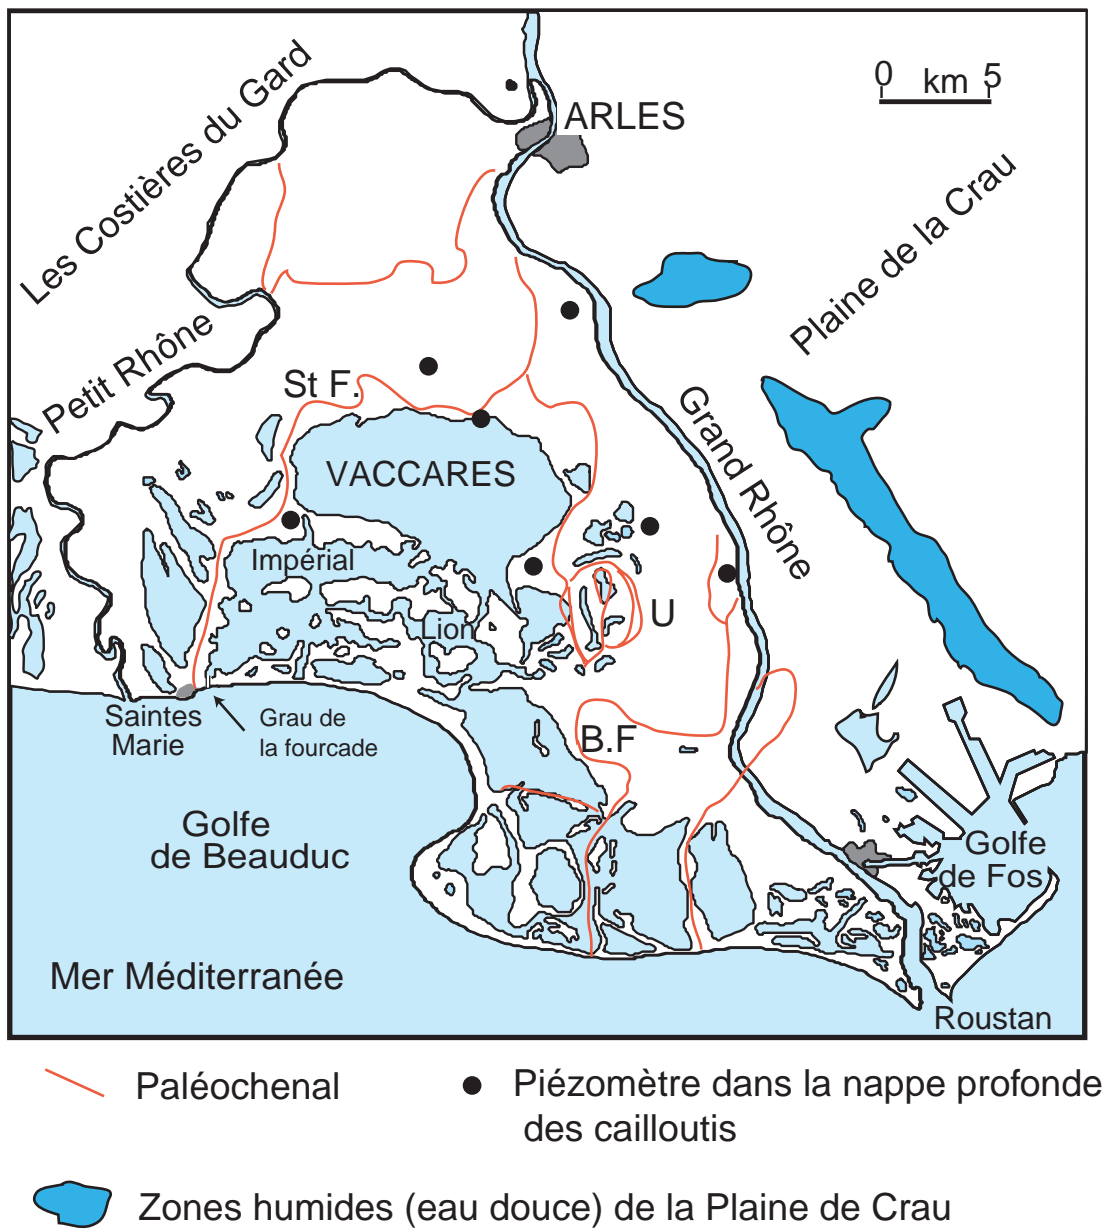 0 km 5
ARLES
Les Costières du Gard
Plaine de la Crau
Petit Rhône
St F.
Grand Rhône
VACCARES
Impérial
Lion
U
Saintes
Marie
Grau de
la fourcade
B.F
Golfe
de Beauduc
Golfe
de Fos
Mer Méditerranée
Roustan
Paléochenal
Piézomètre dans la nappe profonde
des cailloutis
Zones humides (eau douce) de la Plaine de Crau